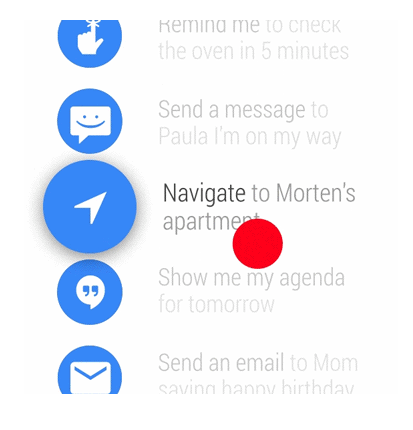 Remind me to check
the oven in 5 minutes
Send a message to
Paula I'm on my way
Navigate to Morten's
apartment
Show me my agenda
for tomorrow
Send an email to Mom
saying happy birthday